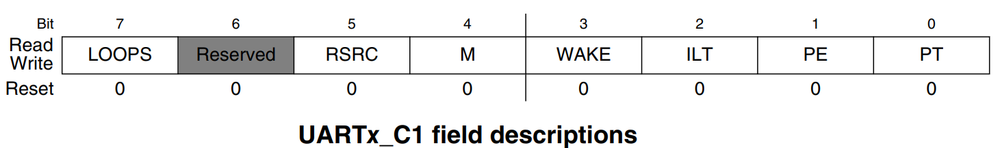 Bit 7 6 5 4 3 2 1 0
Read
Write LOOPS Reserved RSRC M WAKE ILT PE PT
Reset 0 0 0 0 0 0 0 0
UARTx_C1 field descriptions